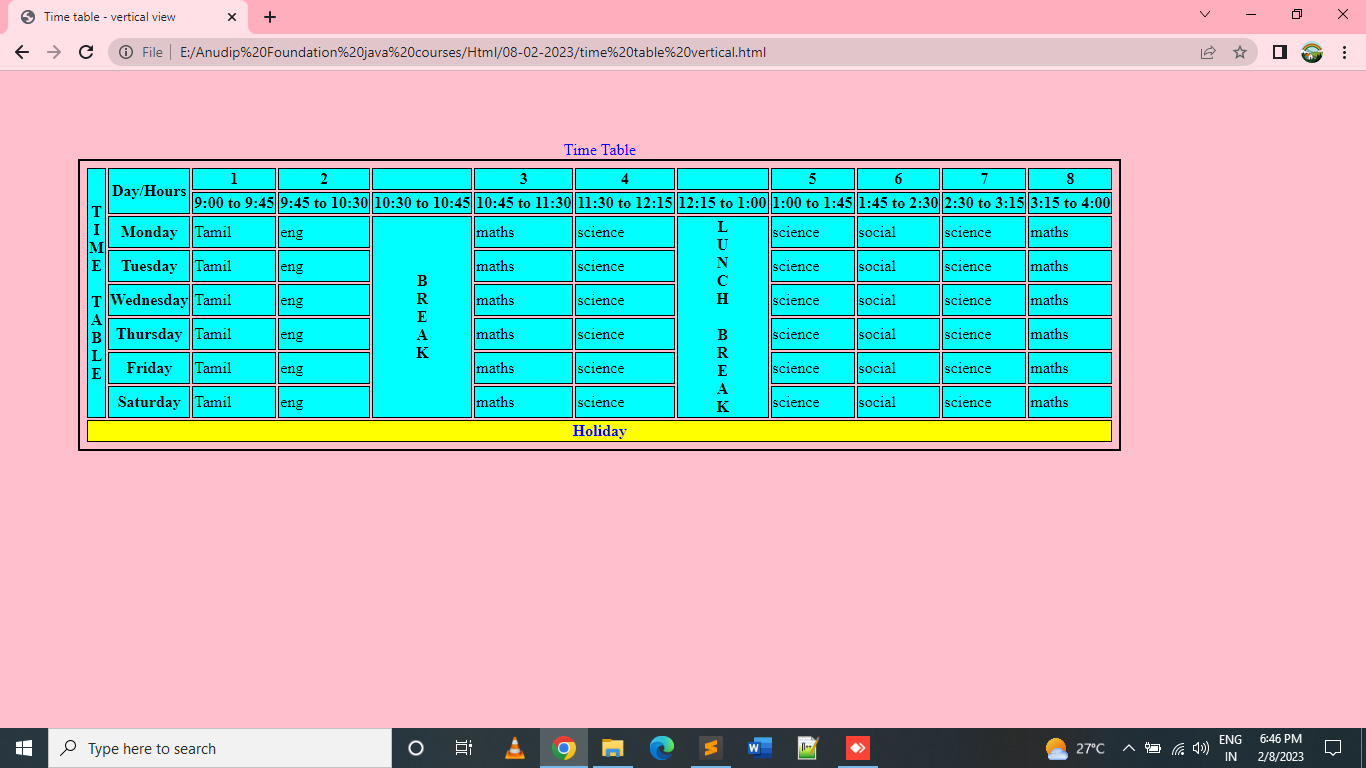 Time table - vertical view
File E:/Anudip%20Foundation%20java%20courses/Html/08-02-2023/time%20table%20vertical.html
Time Table
TIME TABLE
Day/Hours 1 2 3 4 5 6 7 8
9:00 to 9:45 9:45 to 10:30 10:30 to 10:45 10:45 to 11:30 11:30 to 12:15 12:15 to 1:00 1:00 to 1:45 1:45 to 2:30 2:30 to 3:15 3:15 to 4:00
BREAK
LUNCH BREAK
Monday Tamil eng maths science science social science maths
Tuesday Tamil eng maths science science social science maths
Wednesday Tamil eng maths science science social science maths
Thursday Tamil eng maths science science social science maths
Friday Tamil eng maths science science social science maths
Saturday Tamil eng maths science science social science maths
Holiday
Type here to search
27°C
ENG
IN
6:46 PM
2/8/2023